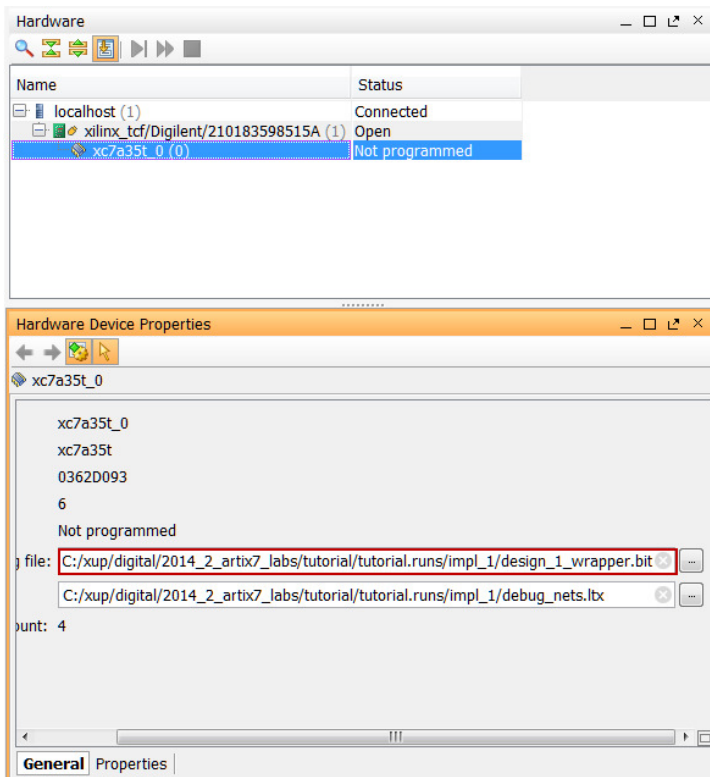 Hardware
Name Status
localhost (1) Connected
xilinx_tcf/Digilent/210183598515A (1) Open
xc7a35t_0 (0) Not programmed
Hardware Device Properties
xc7a35t_0
xc7a35t_0
xc7a35t
0362D093
6
Not programmed
g file: C:/xup/digital/2014_2_artix7_labs/tutorial/tutorial.runs/impl_1/design_1_wrapper.bit ...
C:/xup/digital/2014_2_artix7_labs/tutorial/tutorial.runs/impl_1/debug_nets.ltx ...
ount: 4
General Properties